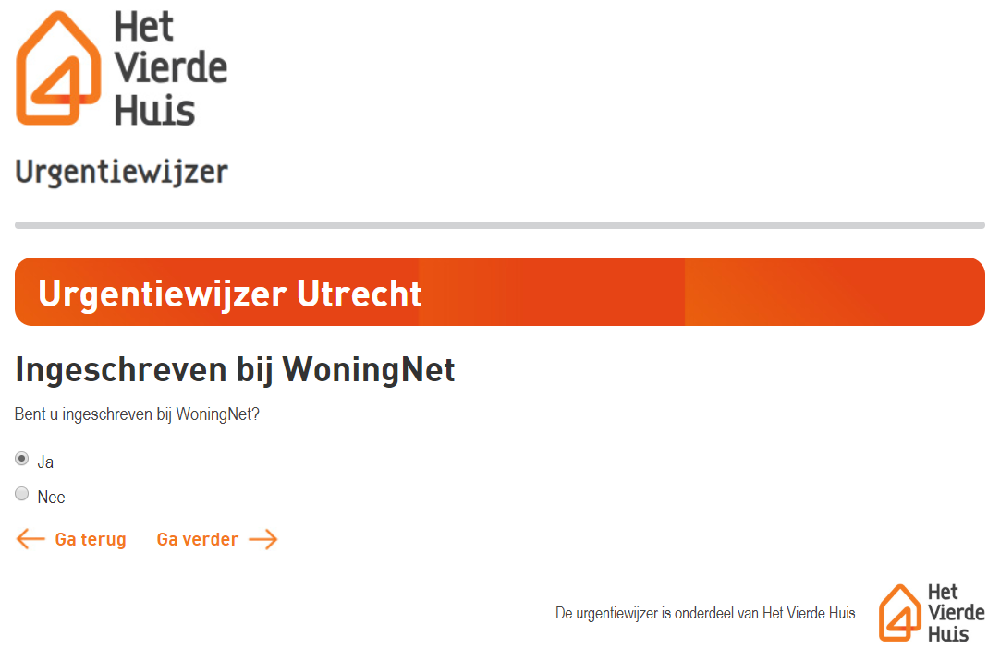 Het
Vierde
Huis
Urgentiewijzer
Urgentiewijzer Utrecht
Ingeschreven bij WoningNet
Bent u ingeschreven bij WoningNet?
Ja
Nee
Ga terug Ga verder
De urgentiewijzer is onderdeel van Het Vierde Huis
Het
Vierde
Huis